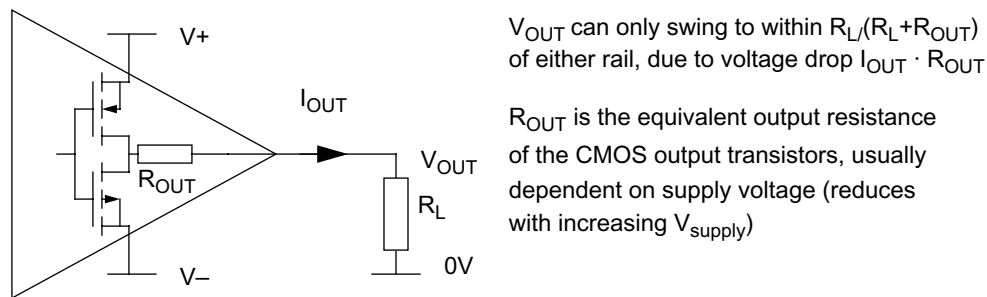 V+
I_OUT
R_OUT
V_OUT
R_L
V–
0V
V_OUT can only swing to within R_L/(R_L+R_OUT)
of either rail, due to voltage drop I_OUT · R_OUT
R_OUT is the equivalent output resistance
of the CMOS output transistors, usually
dependent on supply voltage (reduces
with increasing V_supply)